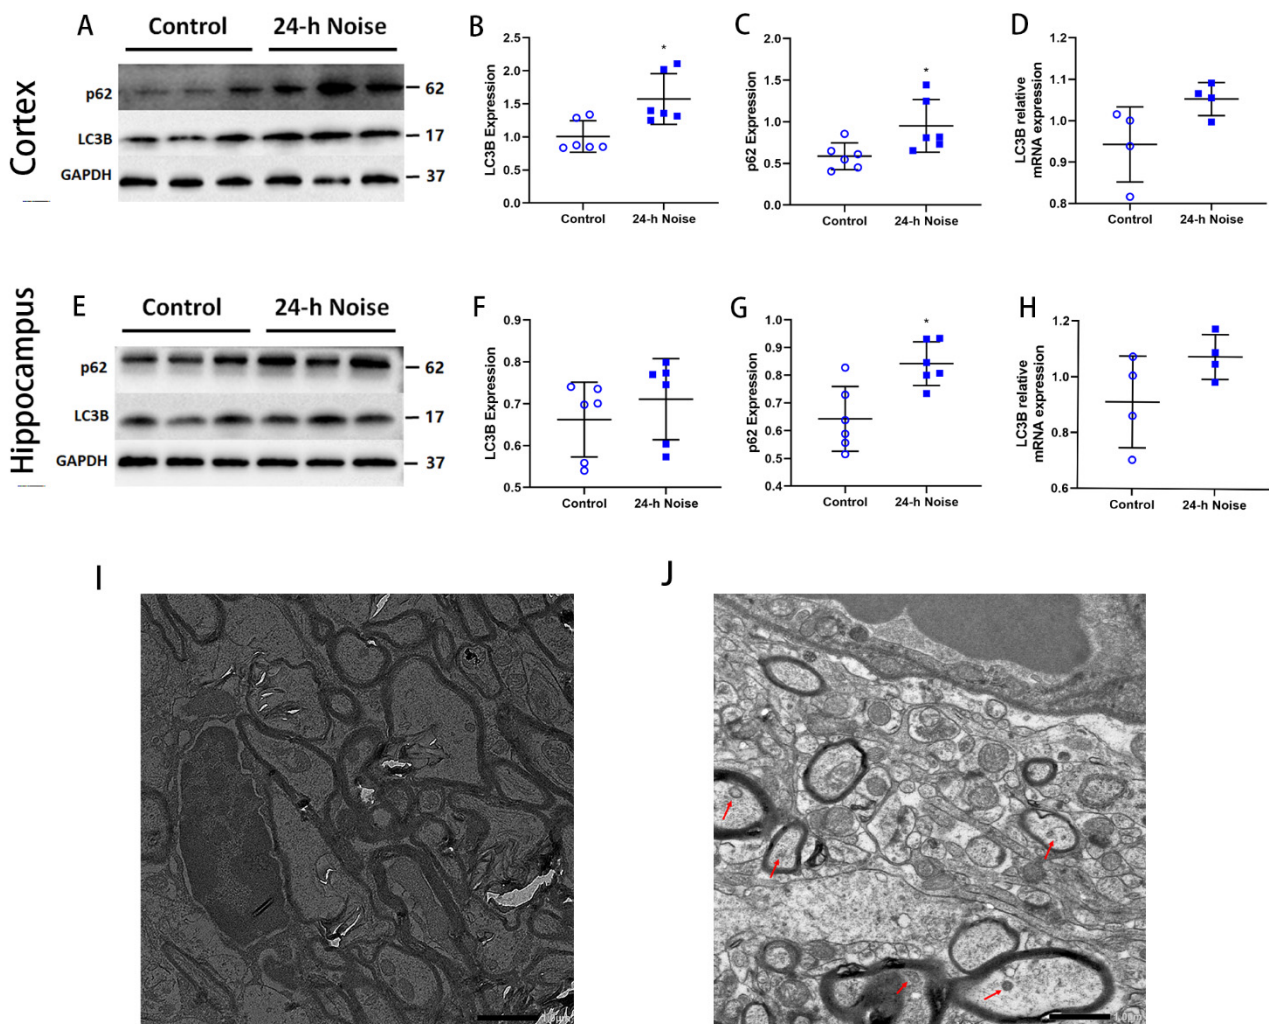 A
Control
24-h Noise
Cortex
p62
62
LC3B
17
GAPDH
37
B
LC3B Expression
2.5
2.0
1.5
1.0
0.5
0.0
*
Control
24-h Noise
C
p62 Expression
2.0
1.5
1.0
0.5
0.0
*
Control
24-h Noise
D
LC3B relative
mRNA expression
1.2
1.1
1.0
0.9
0.8
Control
24-h Noise
E
Control
24-h Noise
Hippocampus
p62
62
LC3B
17
GAPDH
37
F
LC3B Expression
0.9
0.8
0.7
0.6
0.5
Control
24-h Noise
G
p62 Expression
1.0
0.9
0.8
0.7
0.6
0.5
0.4
*
Control
24-h Noise
H
LC3B relative
mRNA expression
1.2
1.0
0.8
0.6
Control
24-h Noise
I
1.0μm
J
1.0μm